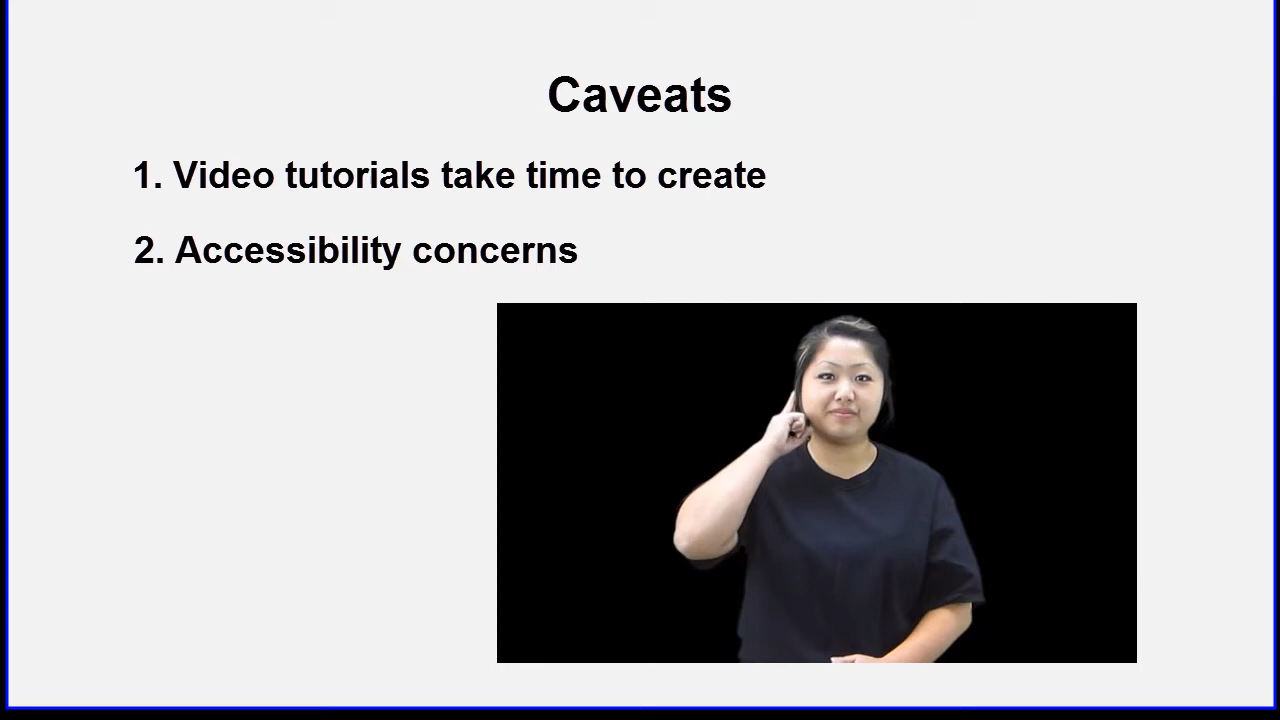 Caveats
1. Video tutorials take time to create
2. Accessibility concerns